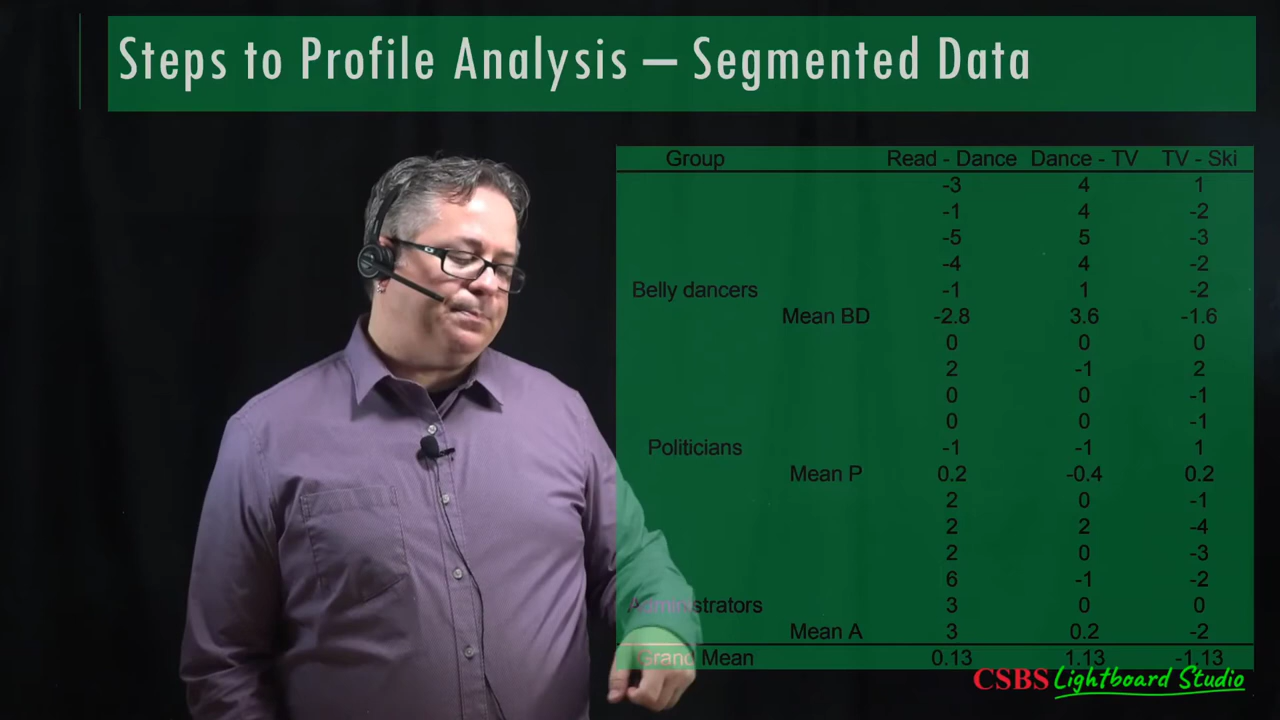 Steps to Profile Analysis – Segmented Data
Group Read - Dance Dance - TV TV - Ski
-3 4 1
-1 4 -2
-5 5 -3
-4 4 -2
Belly dancers -1 1 -2
Mean BD -2.8 3.6 -1.6
0 0 0
2 -1 2
0 0 -1
0 0 -1
Politicians -1 -1 1
Mean P 0.2 -0.4 0.2
2 0 -1
2 2 -4
2 0 -3
6 -1 -2
Administrators 3 0 0
Mean A 3 0.2 -2
Grand Mean 0.13 1.13 -1.13
CSBS Lightboard Studio